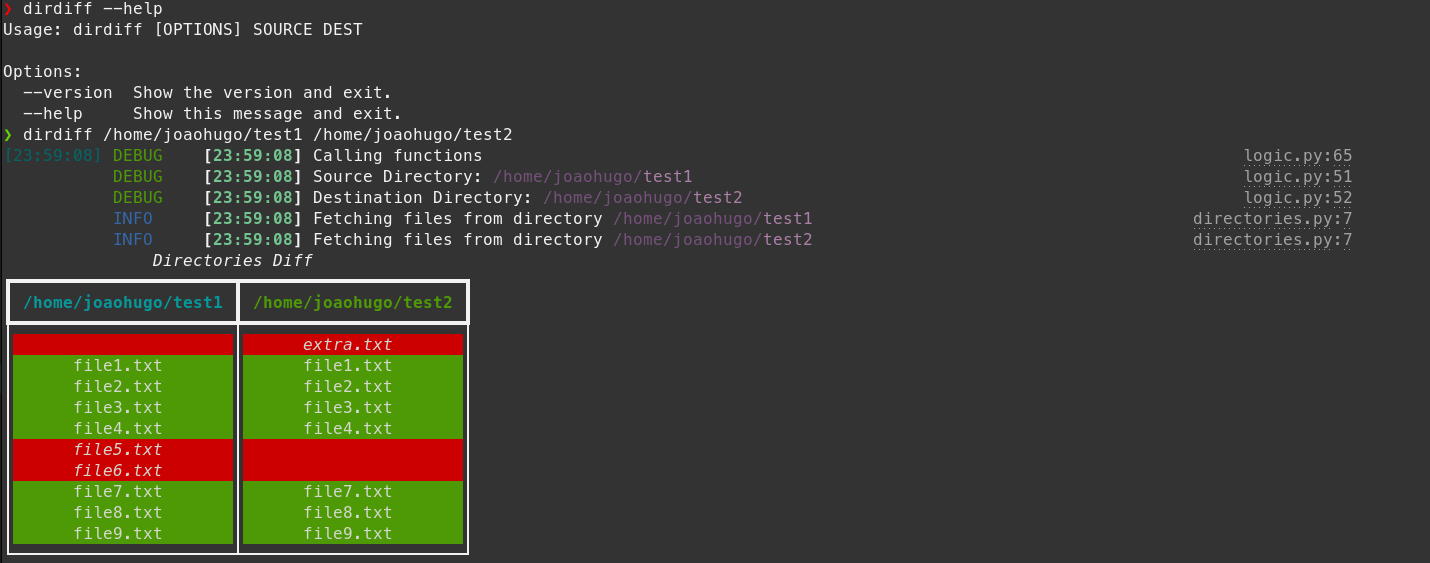 ❯ dirdiff --help
Usage: dirdiff [OPTIONS] SOURCE DEST
Options:
--version  Show the version and exit.
--help     Show this message and exit.
❯ dirdiff /home/joaohugo/test1 /home/joaohugo/test2
[23:59:08] DEBUG    [23:59:08] Calling functions logic.py:65
DEBUG    [23:59:08] Source Directory: /home/joaohugo/test1 logic.py:51
DEBUG    [23:59:08] Destination Directory: /home/joaohugo/test2 logic.py:52
INFO     [23:59:08] Fetching files from directory /home/joaohugo/test1 directories.py:7
INFO     [23:59:08] Fetching files from directory /home/joaohugo/test2 directories.py:7
Directories Diff
/home/joaohugo/test1 /home/joaohugo/test2
extra.txt
file1.txt file1.txt
file2.txt file2.txt
file3.txt file3.txt
file4.txt file4.txt
file5.txt
file6.txt
file7.txt file7.txt
file8.txt file8.txt
file9.txt file9.txt